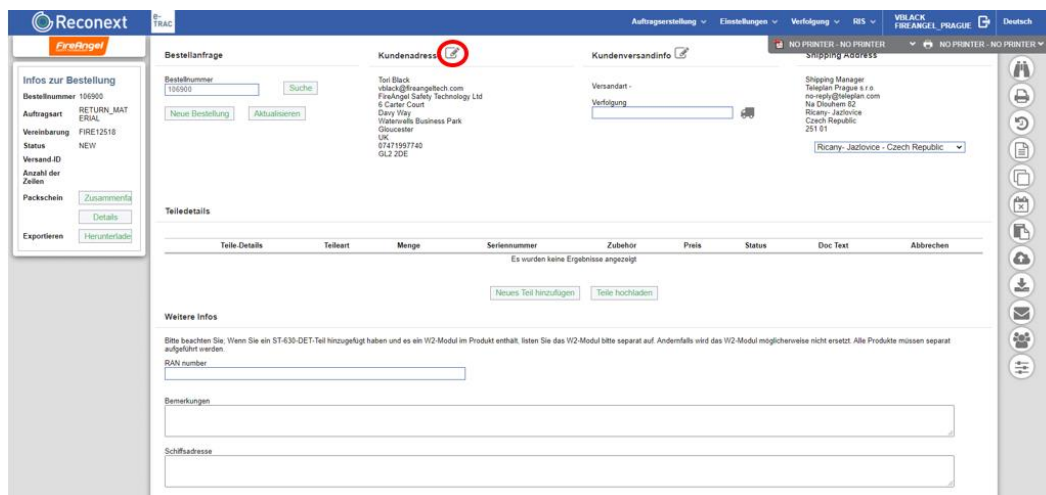 Reconext
e-TRAC
Auftragserstellung
Einstellungen
Verfolgung
RIS
VBLACK
FIREANGEL_PRAGUE
Deutsch
NO PRINTER - NO PRINTER
NO PRINTER - NO PRINTER
FireAngel
Infos zur Bestellung
Bestellnummer 106900
Auftragsart RETURN_MAT
ERIAL
Vereinbarung FIRE12518
Status NEW
Versand-ID
Anzahl der
Zeilen
Packschein Zusammenfa
Details
Exportieren Herunterlade
Bestellanfrage
Bestellnummer
106900
Suche
Neue Bestellung Aktualisieren
Kundenadresse
Tori Black
vblack@fireangeltech.com
FireAngel Safety Technology Ltd
6 Carter Court
Davy Way
Waterwells Business Park
Gloucester
UK
07471997740
GL2 2DE
Kundenversandinfo
Versandart -
Verfolgung
Shipping Address
Shipping Manager
Teleplan Prague s.r.o.
no-reply@teleplan.com
Na Dlouhem 82
Ricany- Jazlovice
Czech Republic
251 01
Ricany- Jazlovice - Czech Republic
Teiledetails
Teile-Details Teileart Menge Seriennummer Zubehör Preis Status Doc Text Abbrechen
Es wurden keine Ergebnisse angezeigt
Neues Teil hinzufügen Teile hochladen
Weitere Infos
Bitte beachten Sie; Wenn Sie ein ST-630-DET-Teil hinzugefügt haben und es ein W2-Modul im Produkt enthält, listen Sie das W2-Modul bitte separat auf. Andernfalls wird das W2-Modul möglicherweise nicht ersetzt. Alle Produkte müssen separat
aufgeführt werden.
RAN number
Bemerkungen
Schiffsadresse